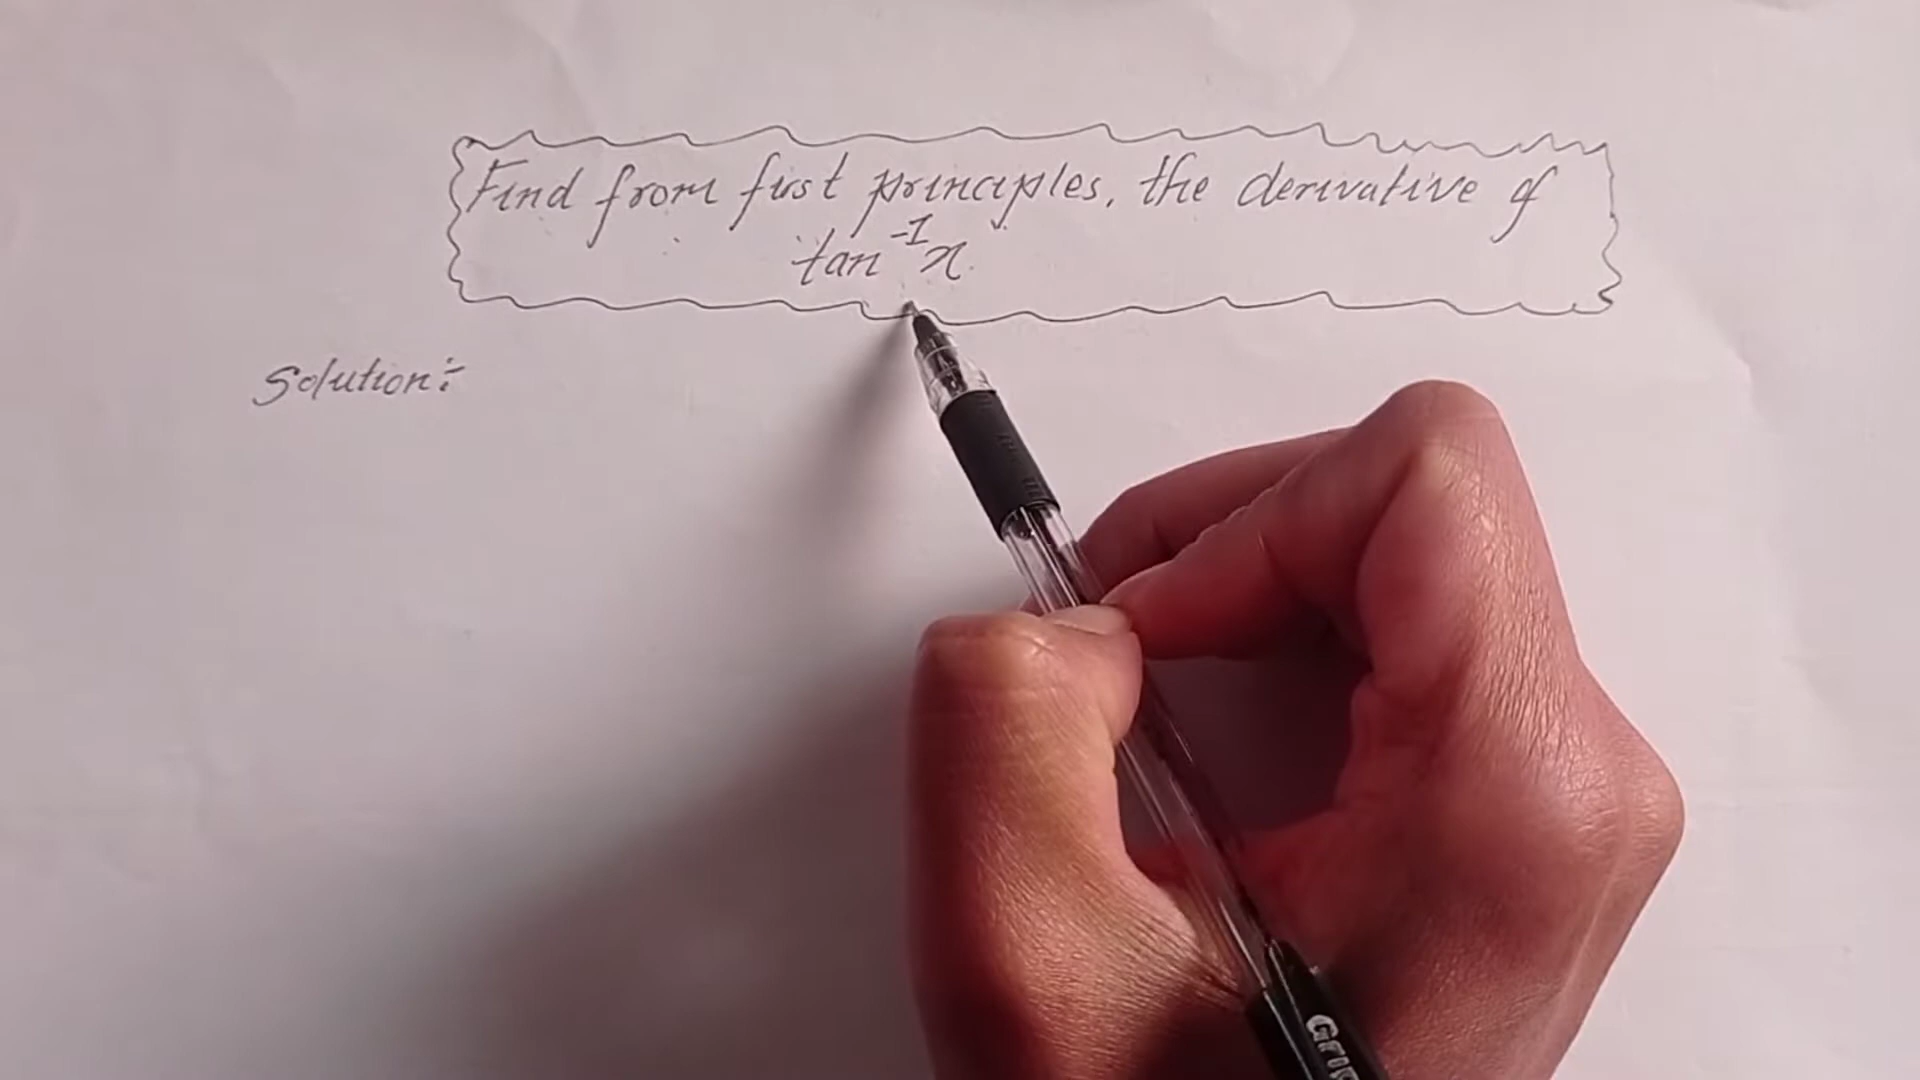 Find from first principles, the derivative of
tan⁻¹x.
Solution:-